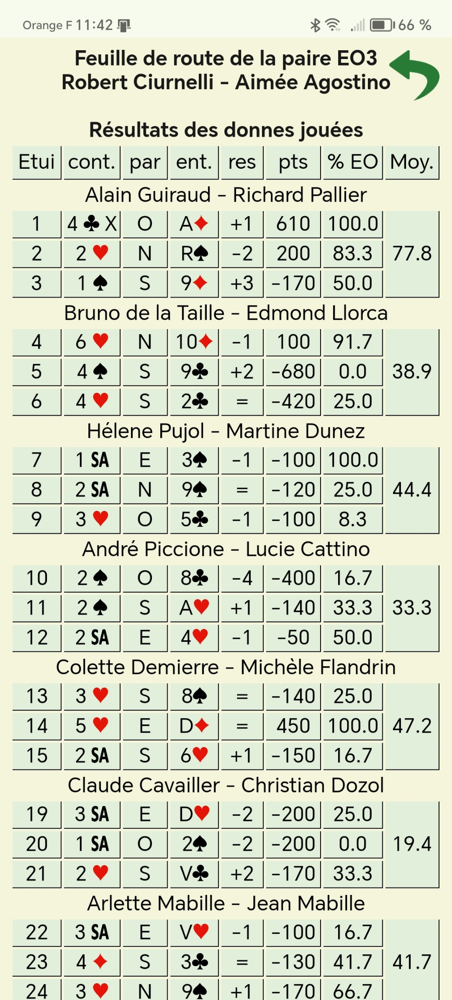 Orange F 11:42 66 %
Feuille de route de la paire EO3
Robert Ciurnelli - Aimée Agostino
Résultats des donnes jouées
Etui cont. par ent. res pts % EO Moy.
Alain Guiraud - Richard Pallier
1 4 ♣ X O A♦ +1 610 100.0
2 2 ♥ N R♠ -2 200 83.3 77.8
3 1 ♠ S 9♦ +3 -170 50.0
Bruno de la Taille - Edmond Llorca
4 6 ♥ N 10♦ -1 100 91.7
5 4 ♠ S 9♣ +2 -680 0.0 38.9
6 4 ♥ S 2♣ = -420 25.0
Hélene Pujol - Martine Dunez
7 1 SA E 3♠ -1 -100 100.0
8 2 SA N 9♠ = -120 25.0 44.4
9 3 ♥ O 5♣ -1 -100 8.3
André Piccione - Lucie Cattino
10 2 ♠ O 8♣ -4 -400 16.7
11 2 ♠ S A♥ +1 -140 33.3 33.3
12 2 SA E 4♥ -1 -50 50.0
Colette Demierre - Michèle Flandrin
13 3 ♥ S 8♠ = -140 25.0
14 5 ♥ E D♦ = 450 100.0 47.2
15 2 SA S 6♥ +1 -150 16.7
Claude Cavailler - Christian Dozol
19 3 SA E D♥ -2 -200 25.0
20 1 SA O 2♠ -2 -200 0.0 19.4
21 2 ♥ S V♣ +2 -170 33.3
Arlette Mabille - Jean Mabille
22 3 SA E V♥ -1 -100 16.7
23 4 ♦ S 3♣ = -130 41.7 41.7
24 3 ♥ N 9♠ +1 -170 66.7